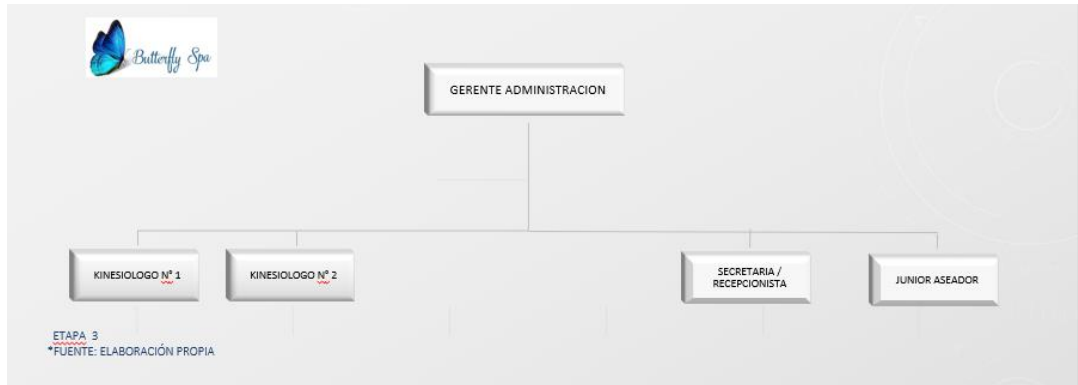 Butterfly Spa
GERENTE ADMINISTRACION
KINESIOLOGO N° 1
KINESIOLOGO N° 2
SECRETARIA /
RECEPCIONISTA
JUNIOR ASEADOR
ETAPA 3
*FUENTE: ELABORACIÓN PROPIA